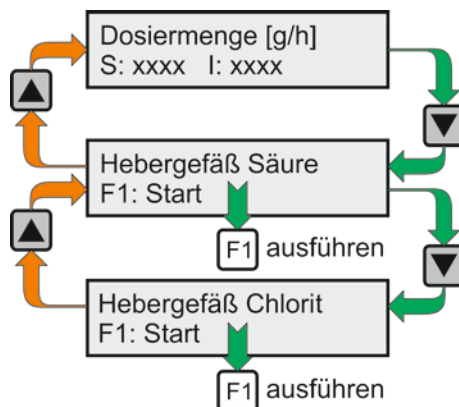 Dosiermenge [g/h]
S: xxxx I: xxxx
Hebergefäß Säure
F1: Start
F1 ausführen
Hebergefäß Chlorit
F1: Start
F1 ausführen